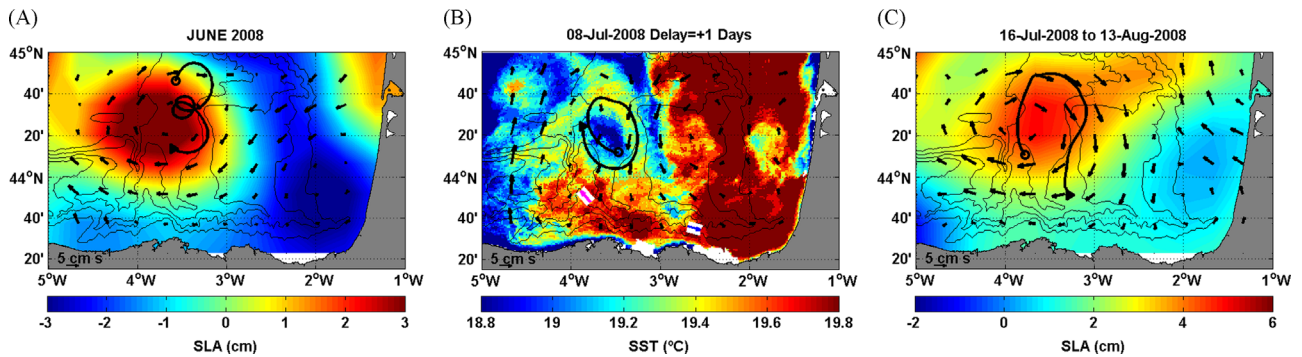 (A)
JUNE 2008
45°N
40'
20'
44°N
40'
20'
5 cm s
5°W 4°W 3°W 2°W 1°W
-3 -2 -1 0 1 2 3
SLA (cm)
(B)
08-Jul-2008 Delay=+1 Days
45°N
40'
20'
44°N
40'
20'
5 cm s
5°W 4°W 3°W 2°W 1°W
18.8 19 19.2 19.4 19.6 19.8
SST (ºC)
(C)
16-Jul-2008 to 13-Aug-2008
45°N
40'
20'
44°N
40'
20'
5 cm s
5°W 4°W 3°W 2°W 1°W
-2 0 2 4 6
SLA (cm)